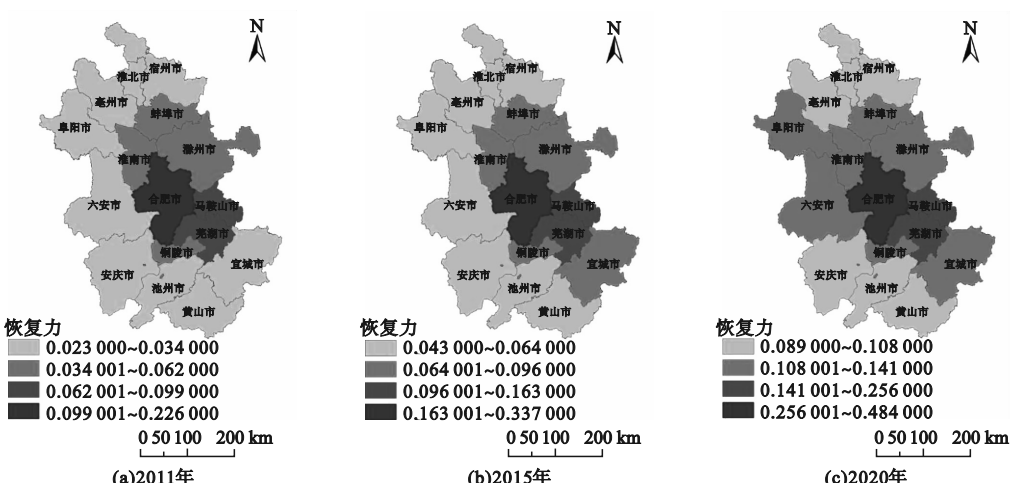 N
宿州市
淮北市
亳州市
蚌埠市
阜阳市
滁州市
淮南市
合肥市
六安市
马鞍山市
芜湖市
铜陵市
宣城市
安庆市
池州市
黄山市
恢复力
0.023 000~0.034 000
0.034 001~0.062 000
0.062 001~0.099 000
0.099 001~0.226 000
0 50 100 200 km
(a)2011年
N
宿州市
淮北市
亳州市
蚌埠市
阜阳市
滁州市
淮南市
合肥市
六安市
马鞍山市
芜湖市
铜陵市
宣城市
安庆市
池州市
黄山市
恢复力
0.043 000~0.064 000
0.064 001~0.096 000
0.096 001~0.163 000
0.163 001~0.337 000
0 50 100 200 km
(b)2015年
N
宿州市
淮北市
亳州市
蚌埠市
阜阳市
滁州市
淮南市
合肥市
六安市
马鞍山市
芜湖市
铜陵市
宣城市
安庆市
池州市
黄山市
恢复力
0.089 000~0.108 000
0.108 001~0.141 000
0.141 001~0.256 000
0.256 001~0.484 000
0 50 100 200 km
(c)2020年